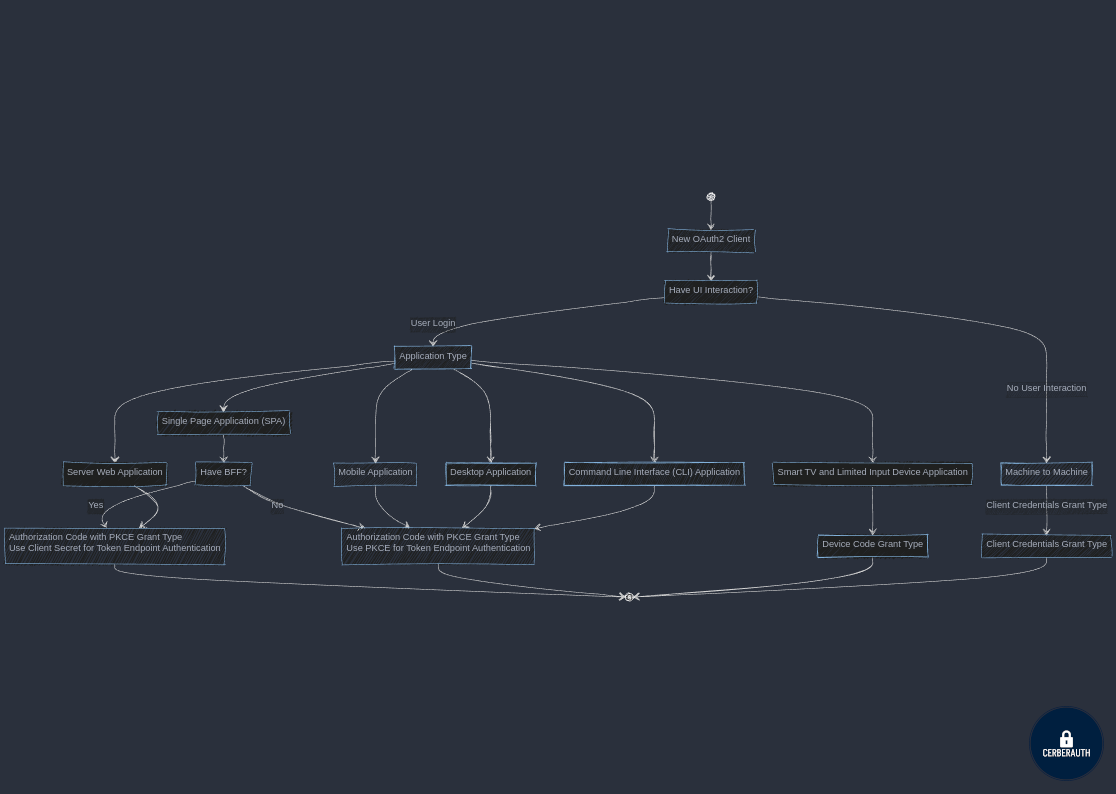 New OAuth2 Client
Have UI Interaction?
User Login
Application Type
No User Interaction
Single Page Application (SPA)
Server Web Application
Have BFF?
Mobile Application
Desktop Application
Command Line Interface (CLI) Application
Smart TV and Limited Input Device Application
Machine to Machine
Yes
No
Client Credentials Grant Type
Authorization Code with PKCE Grant Type
Use Client Secret for Token Endpoint Authentication
Authorization Code with PKCE Grant Type
Use PKCE for Token Endpoint Authentication
Device Code Grant Type
Client Credentials Grant Type
CERBERAUTH